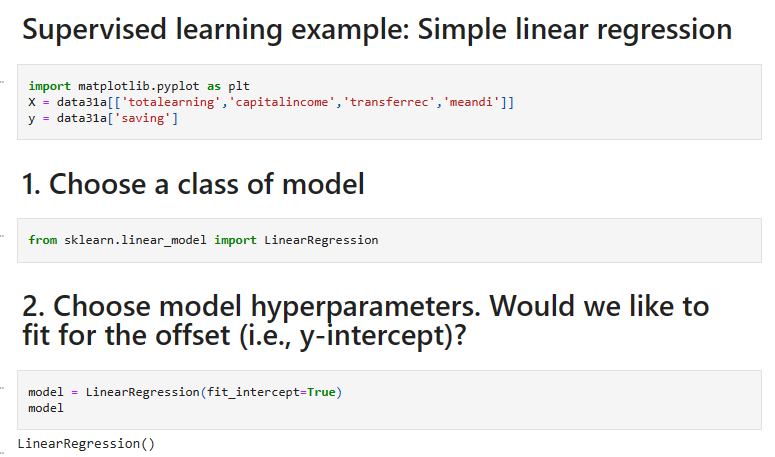 Supervised learning example: Simple linear regression
import matplotlib.pyplot as plt
X = data31a[['totalearning','capitalincome','transferrec','meandi']]
y = data31a['saving']
1. Choose a class of model
from sklearn.linear_model import LinearRegression
2. Choose model hyperparameters. Would we like to
fit for the offset (i.e., y-intercept)?
model = LinearRegression(fit_intercept=True)
model
LinearRegression()